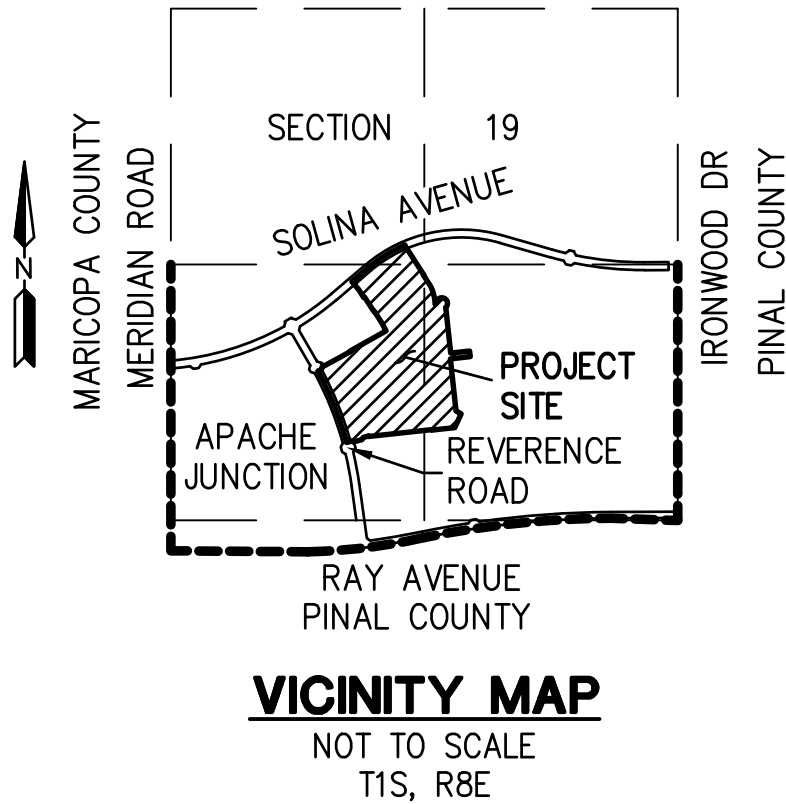 SECTION 19
SOLINA AVENUE
MARICOPA COUNTY
MERIDIAN ROAD
IRONWOOD DR
PINAL COUNTY
N
PROJECT
SITE
APACHE
JUNCTION
REVERENCE
ROAD
RAY AVENUE
PINAL COUNTY
VICINITY MAP
NOT TO SCALE
T1S, R8E